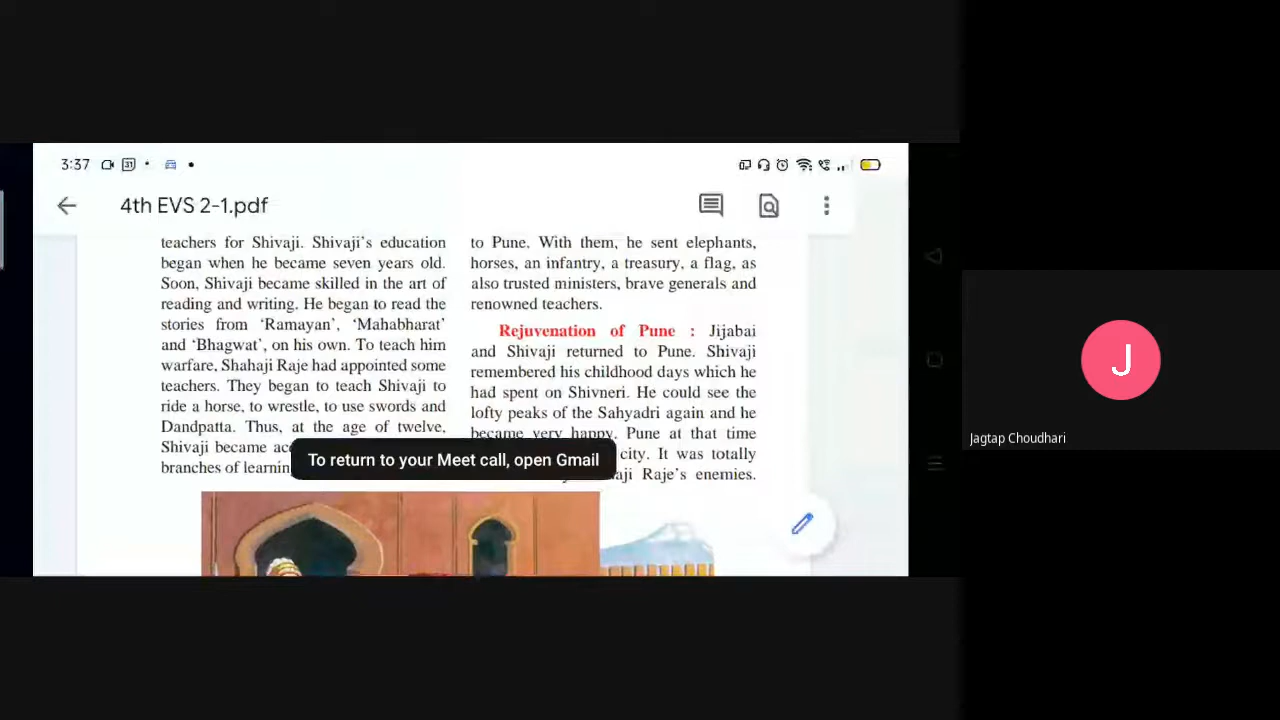 3:37
31
4th EVS 2-1.pdf
teachers for Shivaji. Shivaji's education
began when he became seven years old.
Soon, Shivaji became skilled in the art of
reading and writing. He began to read the
stories from 'Ramayan', 'Mahabharat'
and 'Bhagwat', on his own. To teach him
warfare, Shahaji Raje had appointed some
teachers. They began to teach Shivaji to
ride a horse, to wrestle, to use swords and
Dandpatta. Thus, at the age of twelve,
Shivaji became
branches of
to Pune. With them, he sent elephants,
horses, an infantry, a treasury, a flag, as
also trusted ministers, brave generals and
renowned teachers.
Rejuvenation of Pune : Jijabai
and Shivaji returned to Pune. Shivaji
remembered his childhood days which he
had spent on Shivneri. He could see the
lofty peaks of the Sahyadri again and he
became very happy. Pune at that time
city. It was totally
Raje's enemies.
To return to your Meet call, open Gmail
J
Jagtap Choudhari